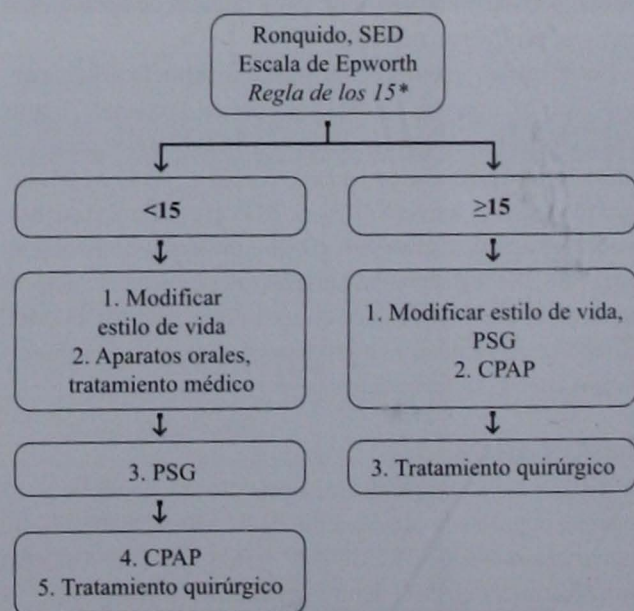 Ronquido, SED
Escala de Epworth
Regla de los 15*
<15
≥15
1. Modificar
estilo de vida
2. Aparatos orales,
tratamiento médico
1. Modificar estilo de vida,
PSG
2. CPAP
3. PSG
3. Tratamiento quirúrgico
4. CPAP
5. Tratamiento quirúrgico